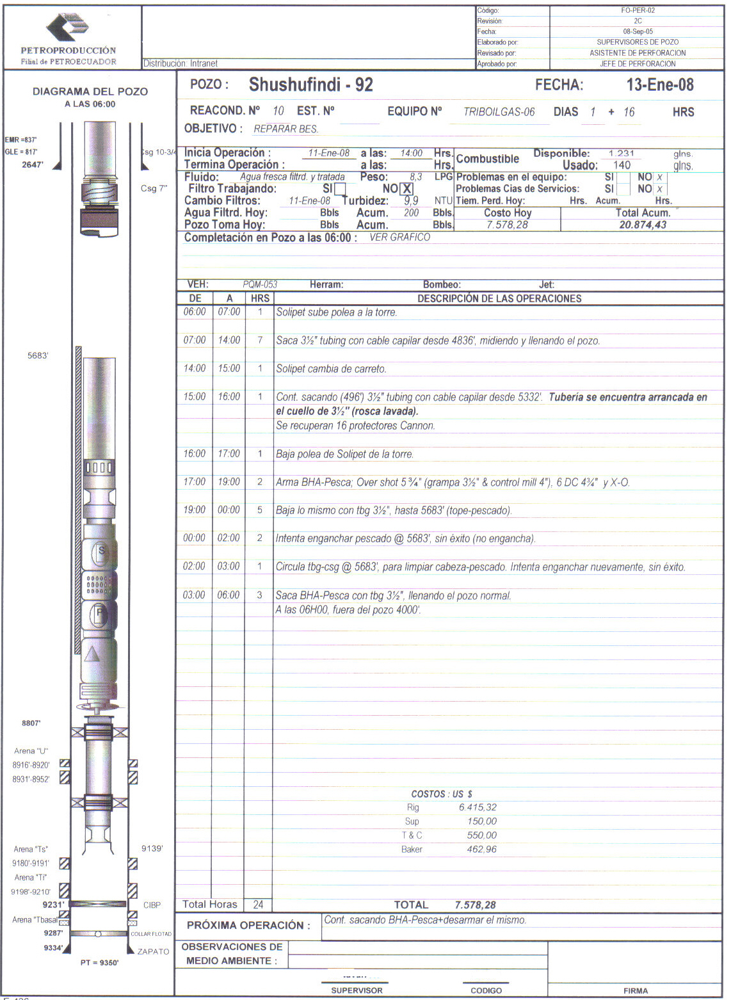 PETROPRODUCCIÓN
Filial de PETROECUADOR
Distribución: Intranet
Código: FO-PER-02
Revisión: 2C
Fecha: 08-Sep-05
Elaborado por: SUPERVISORES DE POZO
Revisado por: ASISTENTE DE PERFORACION
Aprobado por: JEFE DE PERFORACION
DIAGRAMA DEL POZO
A LAS 06:00
EMR =837'
GLE = 817'
2647'
Csg 10-3/4
Csg 7"
5683'
S
P
8807'
Arena "U"
8916'-8920'
8931'-8952'
Arena "Ts"
9139'
9180'-9191'
Arena "Ti"
9198'-9210'
9231' CIBP
Arena "Tbasal
9287' COLLAR FLOTAD
9334' ZAPATO
PT = 9350'
POZO : Shushufindi - 92 FECHA: 13-Ene-08
REACOND. Nº 10 EST. Nº EQUIPO Nº TRIBOILGAS-06 DIAS 1 + 16 HRS
OBJETIVO : REPARAR BES.
Inicia Operación : 11-Ene-08 a las: 14:00 Hrs. Combustible Disponible: 1.231 glns.
Termina Operación : a las: Hrs. Usado: 140 glns.
Fluido: Agua fresca filtrd. y tratada Peso: 8,3 LPG Problemas en el equipo: SI NO x
Filtro Trabajando: SI NO X Problemas Cias de Servicios: SI NO x
Cambio Filtros: 11-Ene-08 Turbidez: 9,9 NTU Tiem. Perd. Hoy: Hrs. Acum. Hrs.
Agua Filtrd. Hoy: Bbls Acum. 200 Bbls. Costo Hoy Total Acum.
Pozo Toma Hoy: Bbls Acum. Bbls. 7.578,28 20.874,43
Completación en Pozo a las 06:00 : VER GRAFICO
VEH: PQM-053 Herram: Bombeo: Jet:
DE A HRS DESCRIPCIÓN DE LAS OPERACIONES
06:00 07:00 1 Solipet sube polea a la torre.
07:00 14:00 7 Saca 3½" tubing con cable capilar desde 4836', midiendo y llenando el pozo.
14:00 15:00 1 Solipet cambia de carreto.
15:00 16:00 1 Cont. sacando (496') 3½" tubing con cable capilar desde 5332'. Tubería se encuentra arrancada en
el cuello de 3½" (rosca lavada).
Se recuperan 16 protectores Cannon.
16:00 17:00 1 Baja polea de Solipet de la torre.
17:00 19:00 2 Arma BHA-Pesca; Over shot 5 ¾" (grampa 3½" & control mill 4"), 6 DC 4¾" y X-O.
19:00 00:00 5 Baja lo mismo con tbg 3½", hasta 5683' (tope-pescado).
00:00 02:00 2 Intenta enganchar pescado @ 5683', sin éxito (no engancha).
02:00 03:00 1 Circula tbg-csg @ 5683', para limpiar cabeza-pescado. Intenta enganchar nuevamente, sin éxito.
03:00 06:00 3 Saca BHA-Pesca con tbg 3½", llenando el pozo normal.
A las 06H00, fuera del pozo 4000'.
COSTOS : US $
Rig 6.415,32
Sup 150,00
T & C 550,00
Baker 462,96
Total Horas 24 TOTAL 7.578,28
PRÓXIMA OPERACIÓN : Cont. sacando BHA-Pesca+desarmar el mismo.
OBSERVACIONES DE
MEDIO AMBIENTE :
SUPERVISOR CODIGO FIRMA